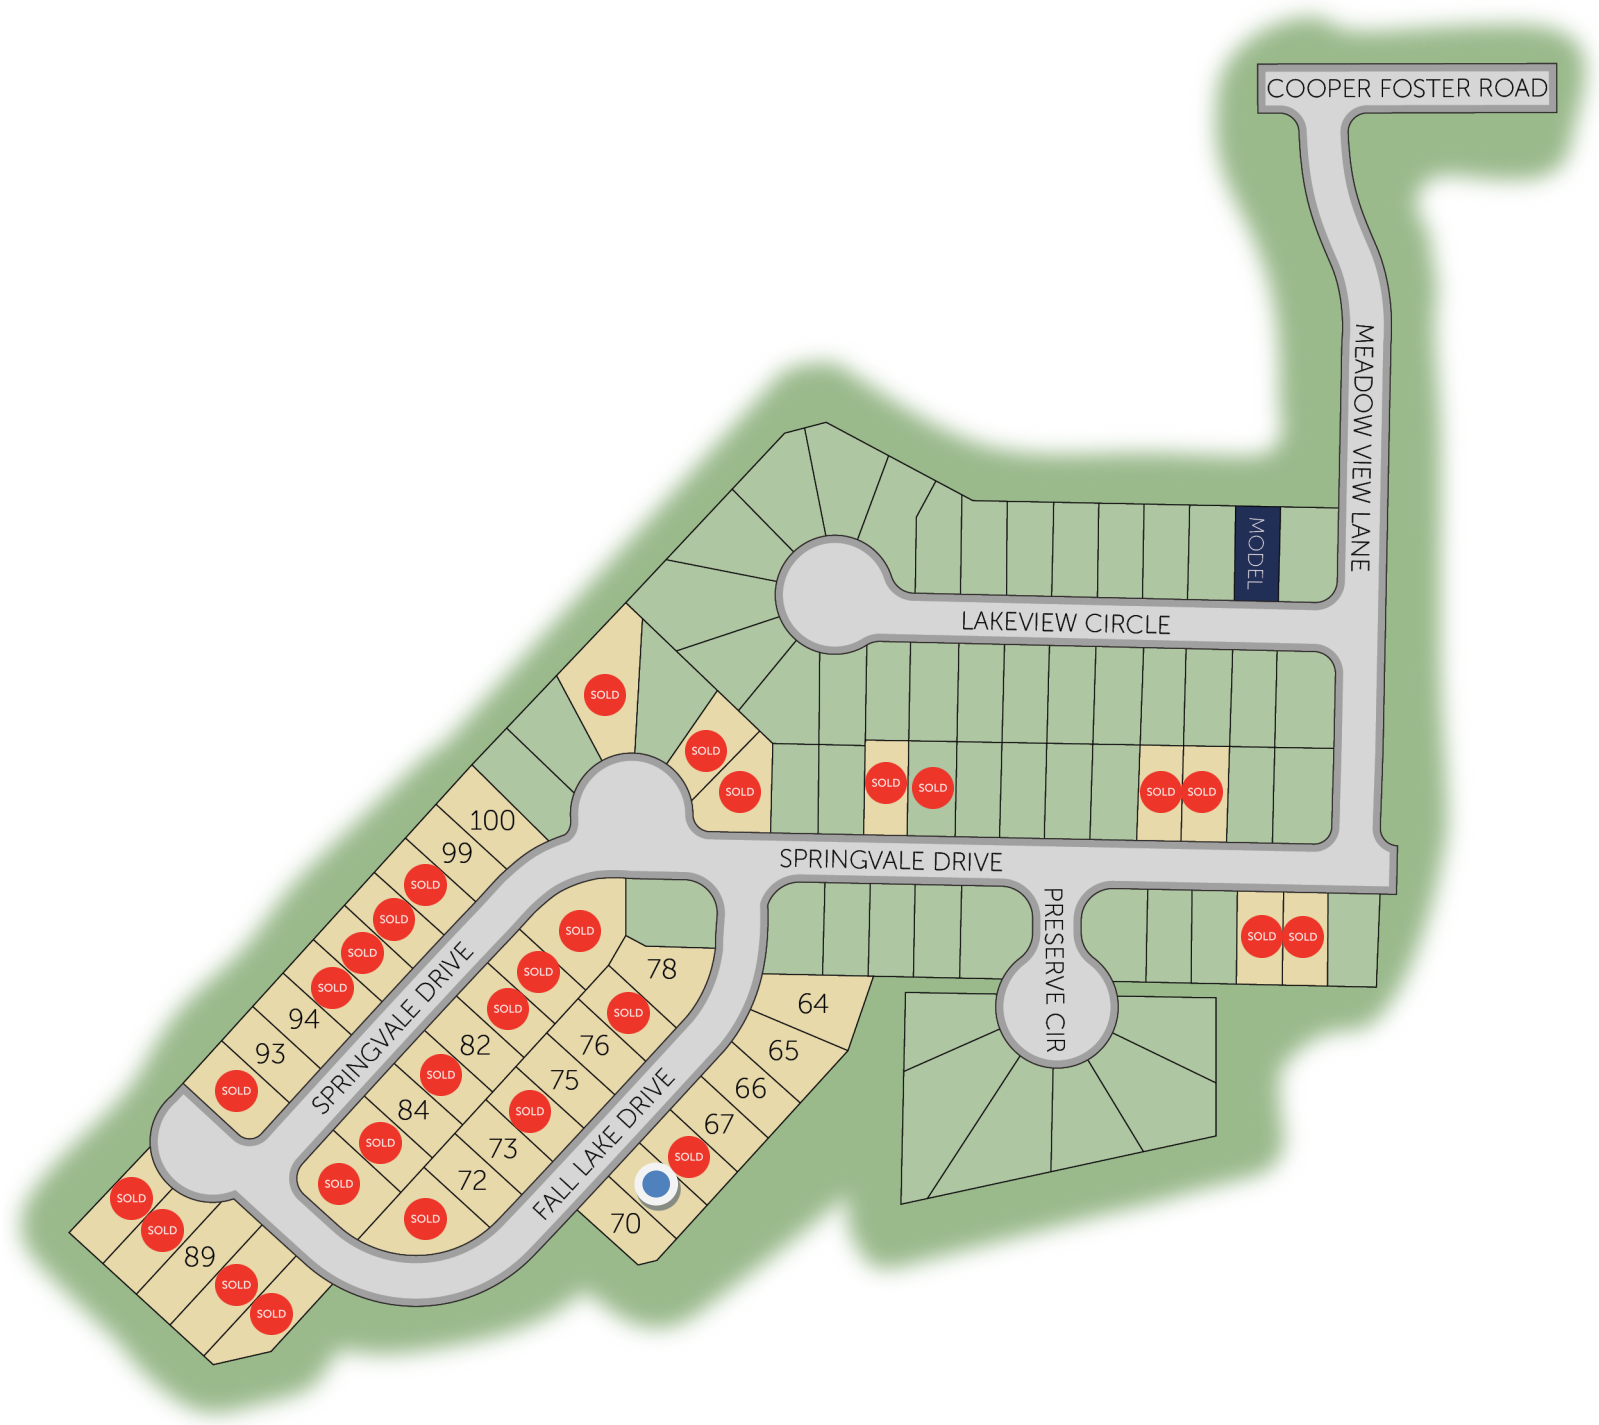 COOPER FOSTER ROAD
MEADOW VIEW LANE
MODEL
LAKEVIEW CIRCLE
SOLD
SOLD
SOLD
SOLD
SOLD
SOLD
SOLD
100
99
SPRINGVALE DRIVE
SOLD
SOLD
SOLD
SOLD
94
93
SOLD
SPRINGVALE DRIVE
PRESERVE CIR
SOLD
SOLD
SOLD
SOLD
SOLD
78
SOLD
82
76
SOLD
75
84
SOLD
SOLD
73
SOLD
72
SOLD
FALL LAKE DRIVE
64
65
66
67
SOLD
70
SOLD
SOLD
89
SOLD
SOLD